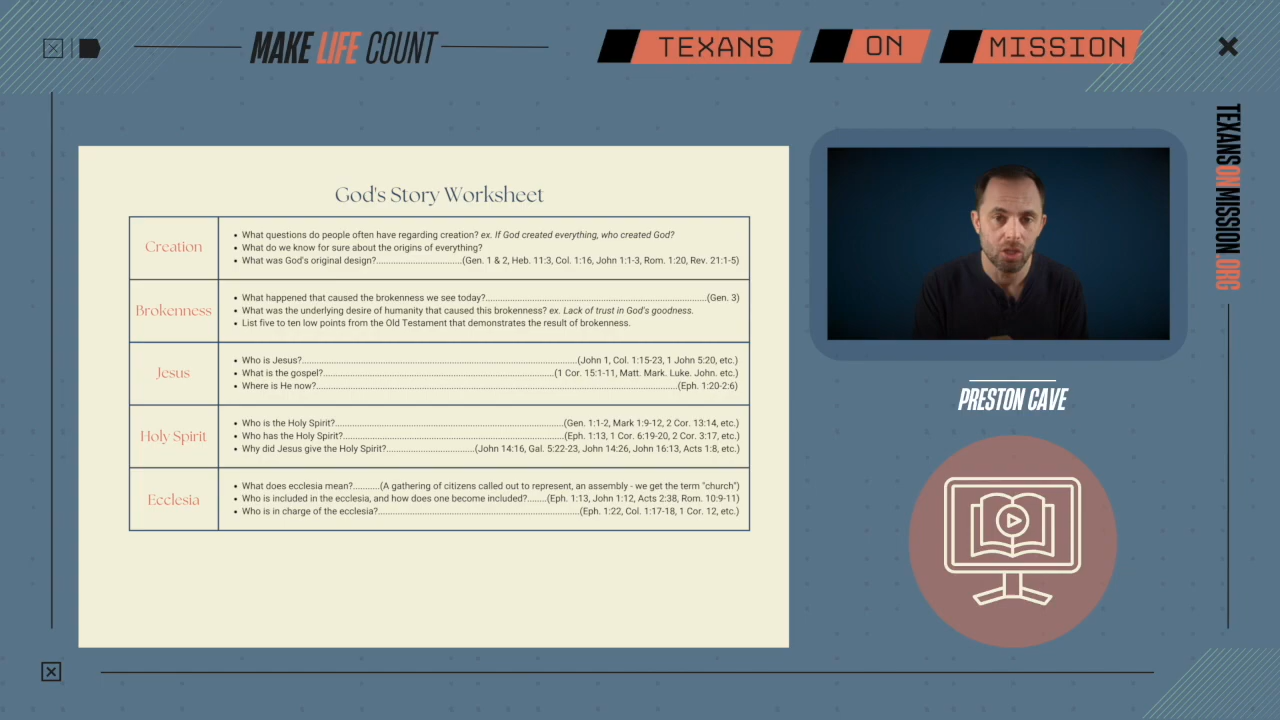 MAKE LIFE COUNT
TEXANS ON MISSION
TEXANSONMISSION.ORG
God's Story Worksheet
Creation
• What questions do people often have regarding creation? ex. If God created everything, who created God?
• What do we know for sure about the origins of everything?
• What was God's original design?...............................(Gen. 1 & 2, Heb. 11:3, Col. 1:16, John 1:1-3, Rom. 1:20, Rev. 21:1-5)
Brokenness
• What happened that caused the brokenness we see today?................................................................................(Gen. 3)
• What was the underlying desire of humanity that caused this brokenness? ex. Lack of trust in God's goodness.
• List five to ten low points from the Old Testament that demonstrates the result of brokenness.
Jesus
• Who is Jesus?....................................................................................................(John 1, Col. 1:15-23, 1 John 5:20, etc.)
• What is the gospel?....................................................................................(1 Cor. 15:1-11, Matt. Mark. Luke. John. etc.)
• Where is He now?....................................................................................................................................(Eph. 1:20-2:6)
Holy Spirit
• Who is the Holy Spirit?...................................................................................(Gen. 1:1-2, Mark 1:9-12, 2 Cor. 13:14, etc.)
• Who has the Holy Spirit?................................................................................(Eph. 1:13, 1 Cor. 6:19-20, 2 Cor. 3:17, etc.)
• Why did Jesus give the Holy Spirit?................................(John 14:16, Gal. 5:22-23, John 14:26, John 16:13, Acts 1:8, etc.)
Ecclesia
• What does ecclesia mean?..........(A gathering of citizens called out to represent, an assembly - we get the term "church")
• Who is included in the ecclesia, and how does one become included?.......(Eph. 1:13, John 1:12, Acts 2:38, Rom. 10:9-11)
• Who is in charge of the ecclesia?.........................................................................(Eph. 1:22, Col. 1:17-18, 1 Cor. 12, etc.)
PRESTON CAVE